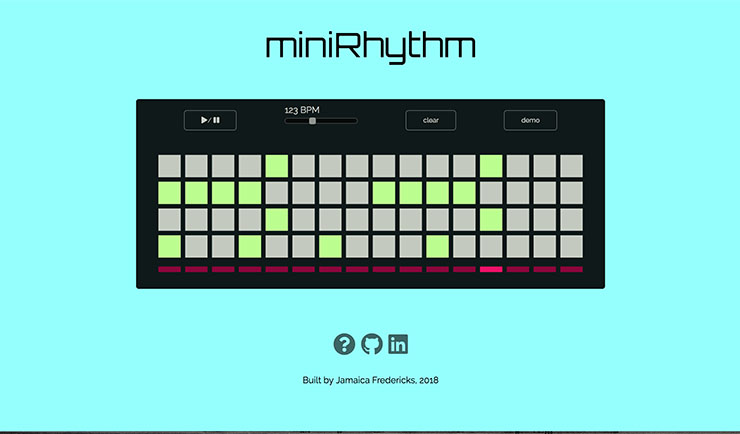 miniRhythm
123 BPM
clear
demo
Built by Jamaica Fredericks, 2018